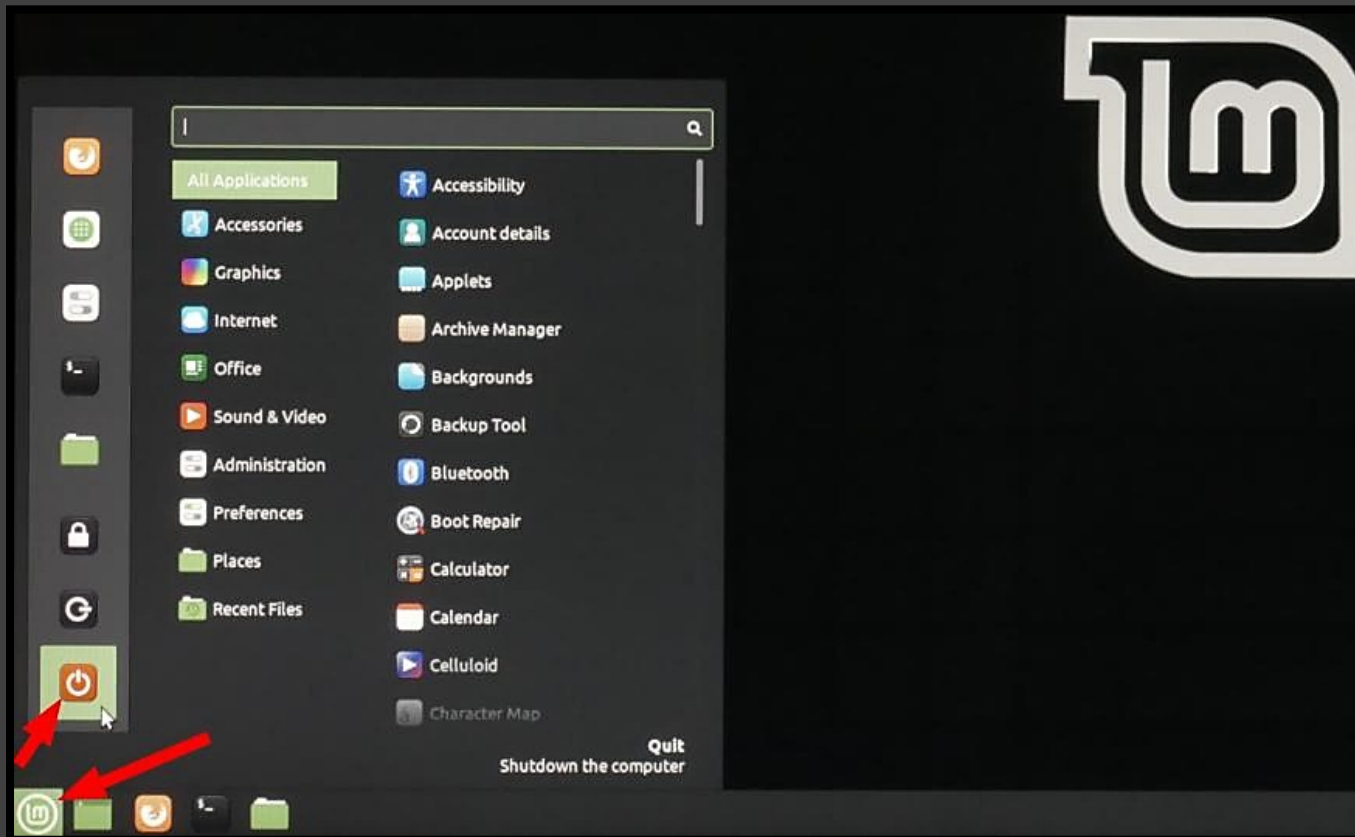 All Applications
Accessories
Graphics
Internet
Office
Sound & Video
Administration
Preferences
Places
Recent Files
Accessibility
Account details
Applets
Archive Manager
Backgrounds
Backup Tool
Bluetooth
Boot Repair
Calculator
Calendar
Celluloid
Character Map
Quit
Shutdown the computer